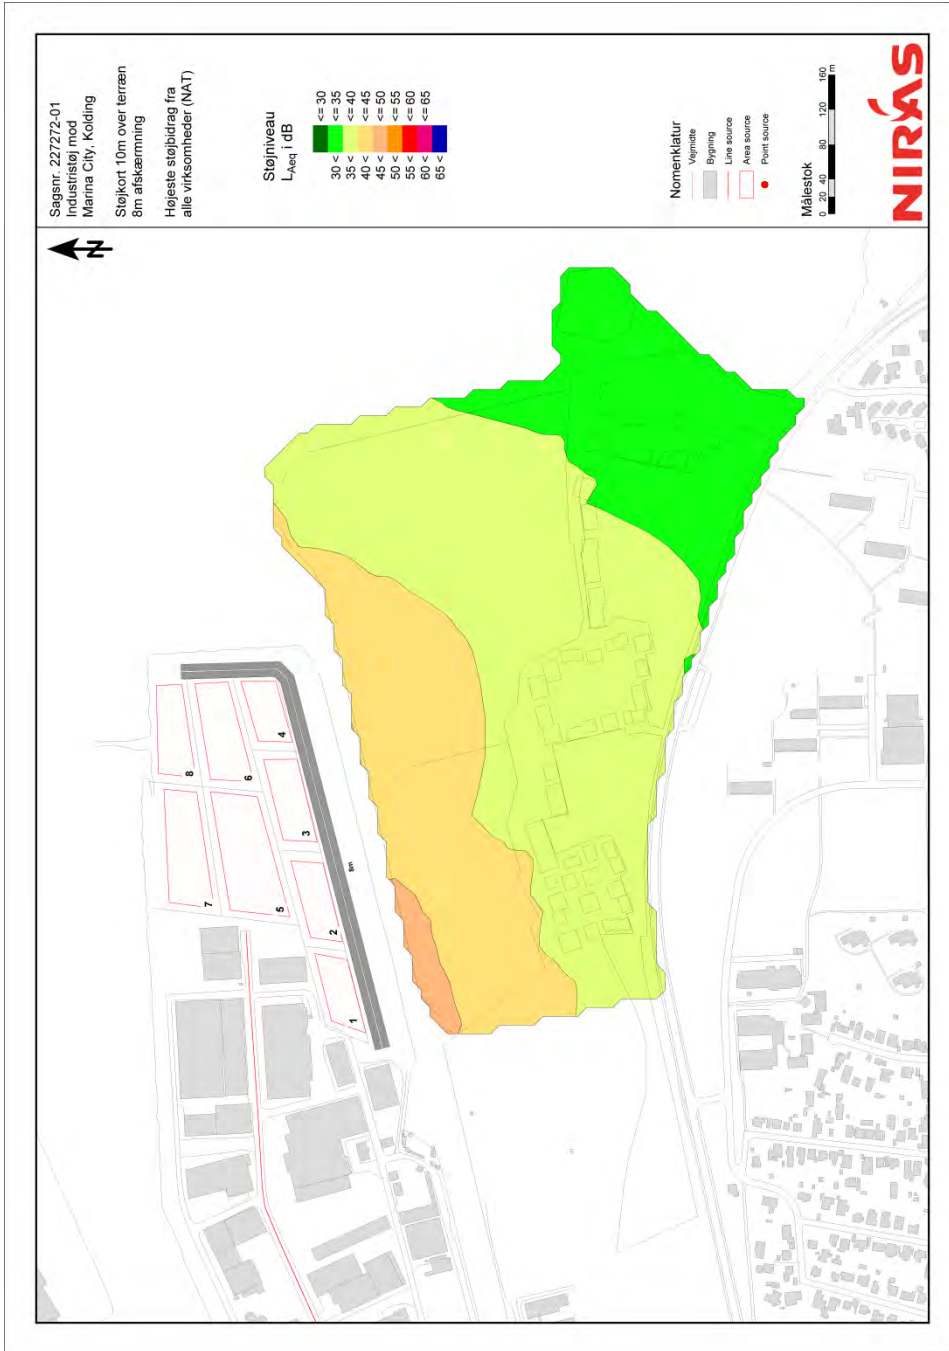 Sagsnr. 227272-01
Industristøj mod
Marina City, Kolding
Støjkort 10m over terræn
8m afskærmning
Højeste støjbidrag fra
alle virksomheder (NAT)
Støjniveau
LAeq i dB
<= 30
30 < <= 35
35 < <= 40
40 < <= 45
45 < <= 50
50 < <= 55
55 < <= 60
60 < <= 65
65 <
Nomenklatur
Vejmidte
Bygning
Line source
Area source
Point source
Målestok
0 20 40 80 120 160
m
NIRAS
N
8
7
6
5
4
3
2
1
8m